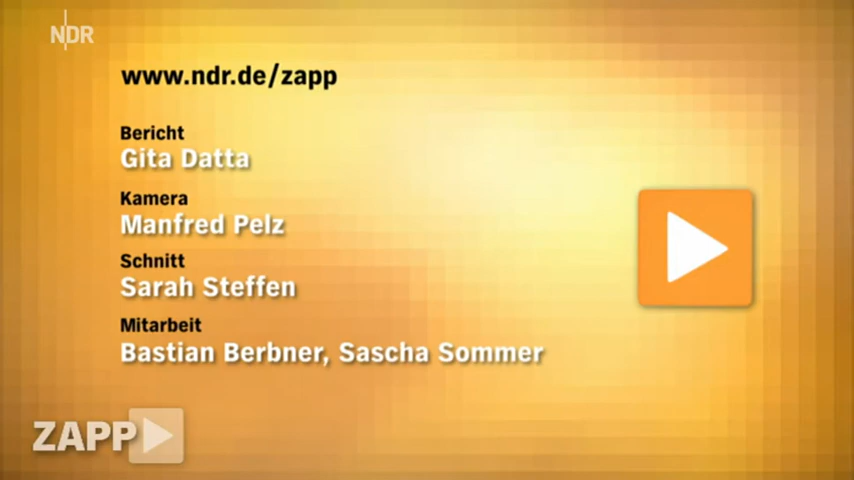 NDR
www.ndr.de/zapp
Bericht
Gita Datta
Kamera
Manfred Pelz
Schnitt
Sarah Steffen
Mitarbeit
Bastian Berbner, Sascha Sommer
ZAPP